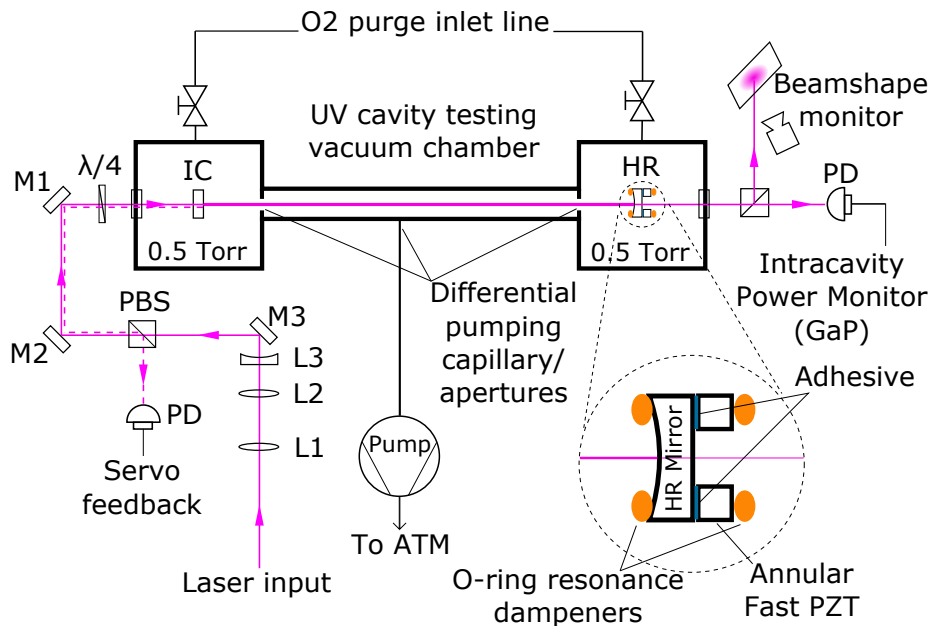 O2 purge inlet line
UV cavity testing
vacuum chamber
Beamshape
monitor
M1
λ/4
IC
HR
PD
0.5 Torr
0.5 Torr
Intracavity
Power Monitor
(GaP)
PBS
M3
M2
L3
L2
L1
Differential
pumping
capillary/
apertures
PD
Servo
feedback
Pump
To ATM
Laser input
Adhesive
HR Mirror
O-ring resonance
dampeners
Annular
Fast PZT